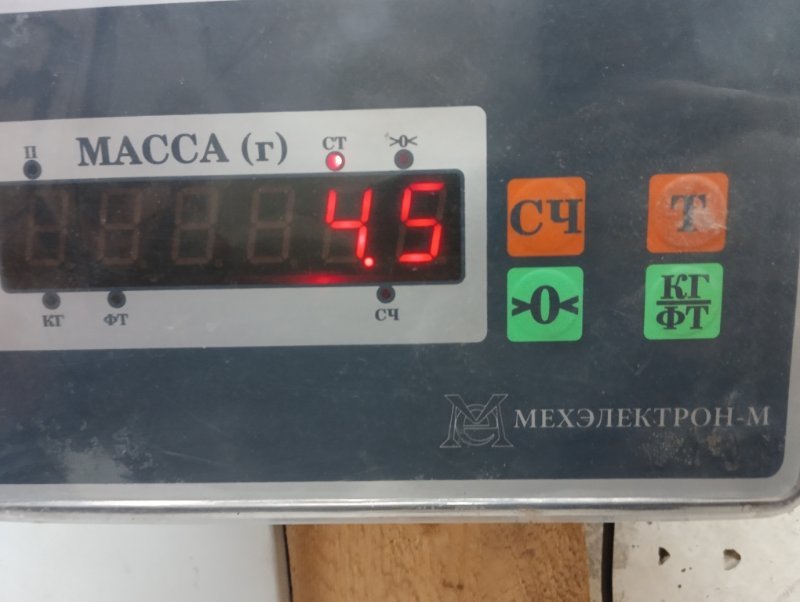 П МАССА (г) СТ >0<
4.5
КГ ФТ СЧ
СЧ Т
>0< КГ/ФТ
МЕХЭЛЕКТРОН-М